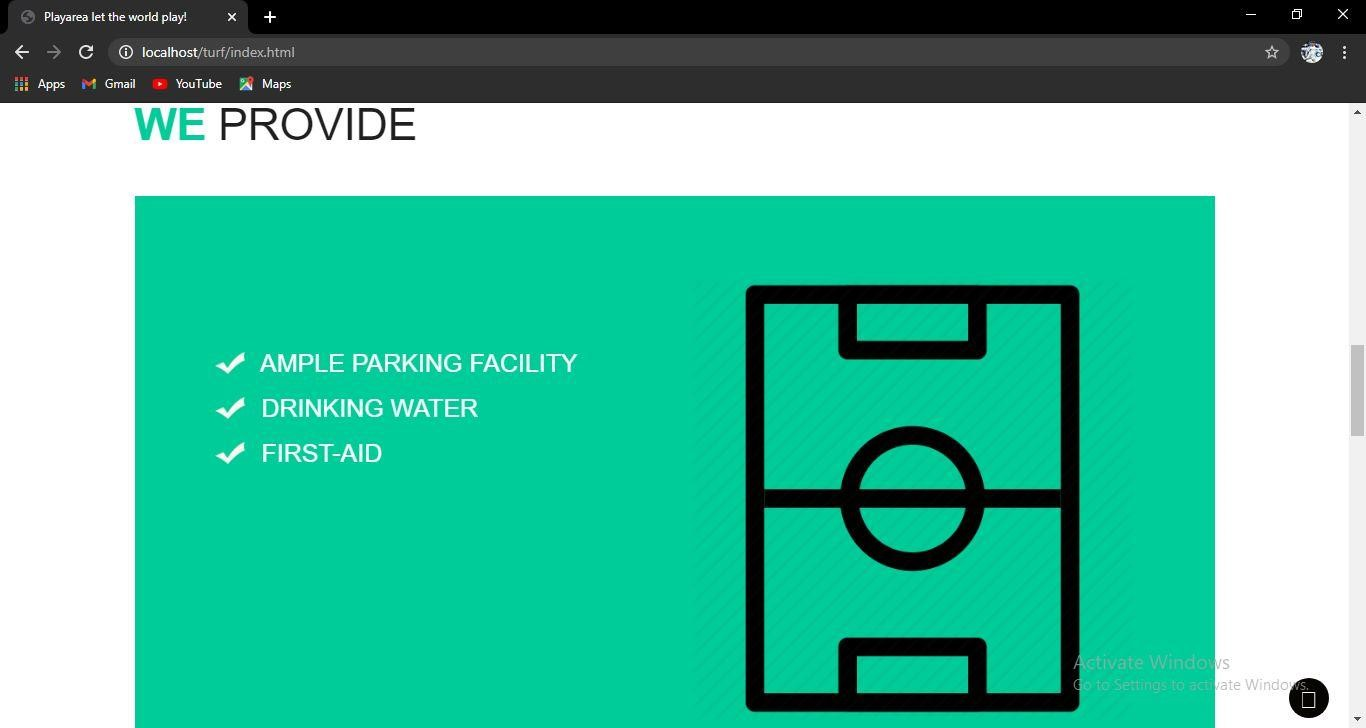 Playarea let the world play!
localhost/turf/index.html
Apps Gmail YouTube Maps
WE PROVIDE
AMPLE PARKING FACILITY
DRINKING WATER
FIRST-AID
Activate Windows
Go to Settings to activate Windows.